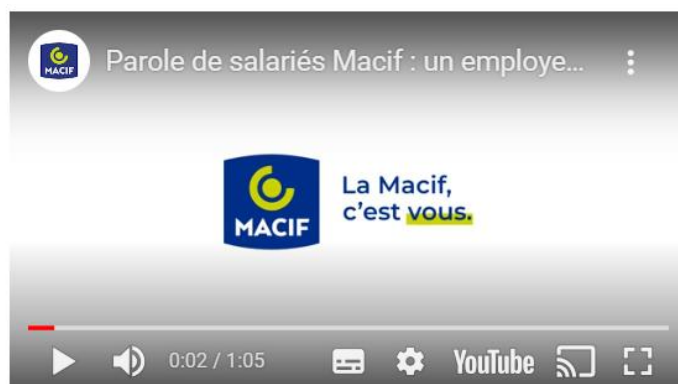 MACIF
Parole de salariés Macif : un employe...
MACIF
La Macif,
c'est vous.
0:02 / 1:05
YouTube